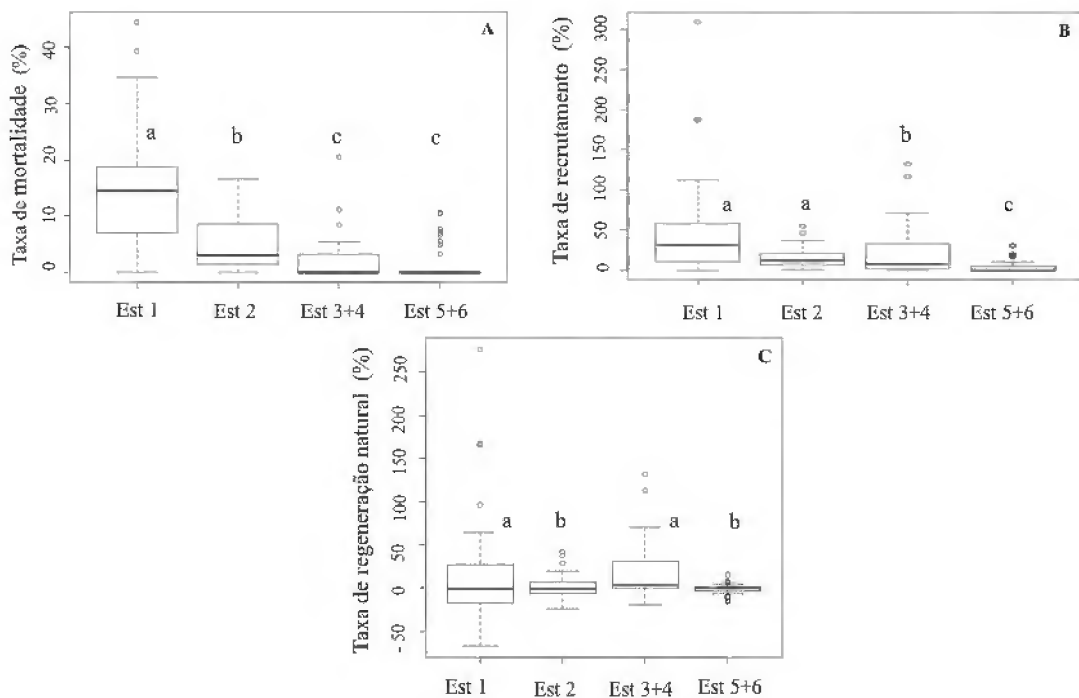 A
Taxa de mortalidade (%)
40
30
20
10
0
a
b
c
c
Est 1
Est 2
Est 3+4
Est 5+6
B
Taxa de recrutamento (%)
300
250
200
150
100
50
0
a
a
b
c
Est 1
Est 2
Est 3+4
Est 5+6
C
Taxa de regeneração natural (%)
250
200
150
100
50
0
- 50
a
b
a
b
Est 1
Est 2
Est 3+4
Est 5+6